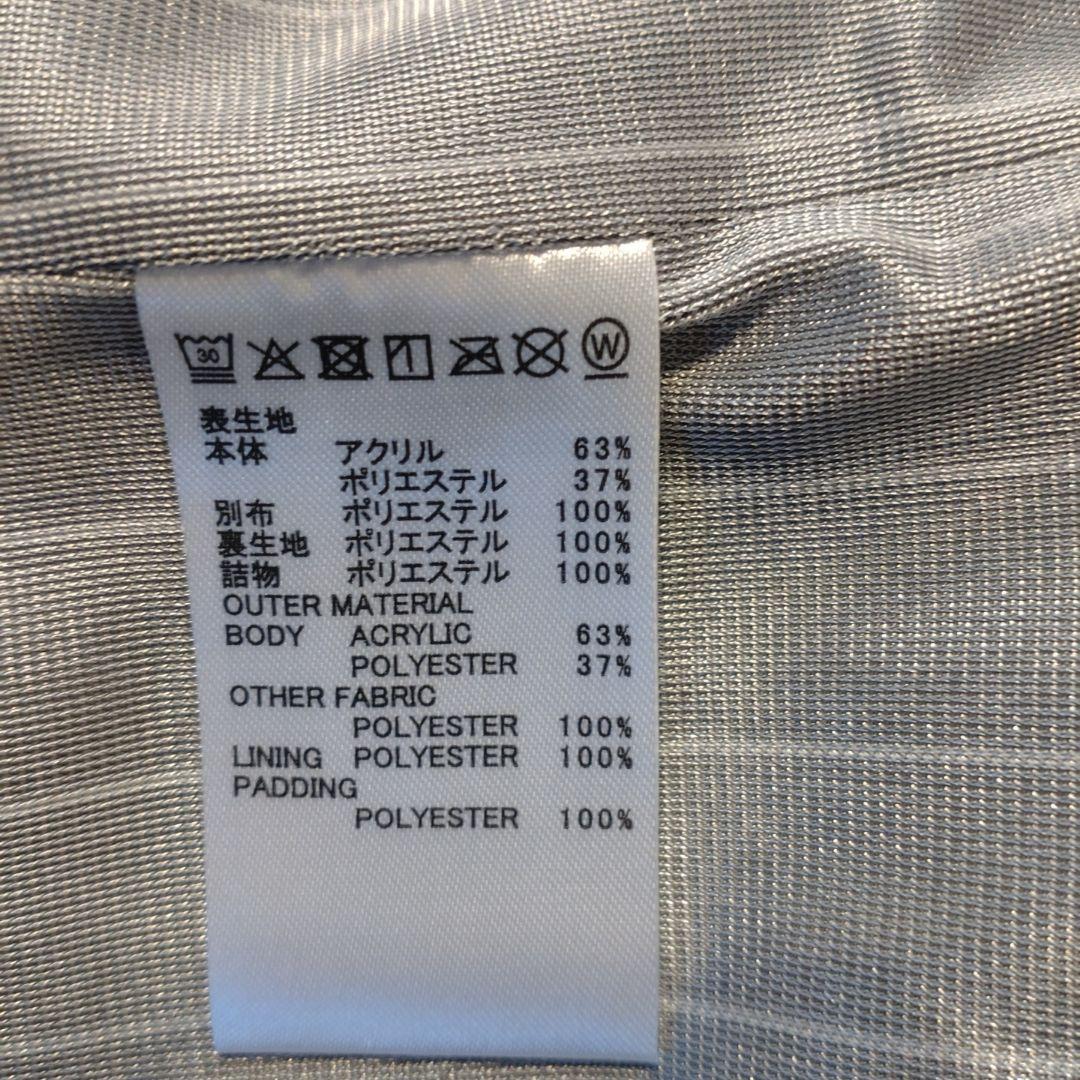 30 W
表生地
本体 アクリル 63%
ポリエステル 37%
別布 ポリエステル 100%
裏生地 ポリエステル 100%
詰物 ポリエステル 100%
OUTER MATERIAL
BODY ACRYLIC 63%
POLYESTER 37%
OTHER FABRIC
POLYESTER 100%
LINING POLYESTER 100%
PADDING
POLYESTER 100%